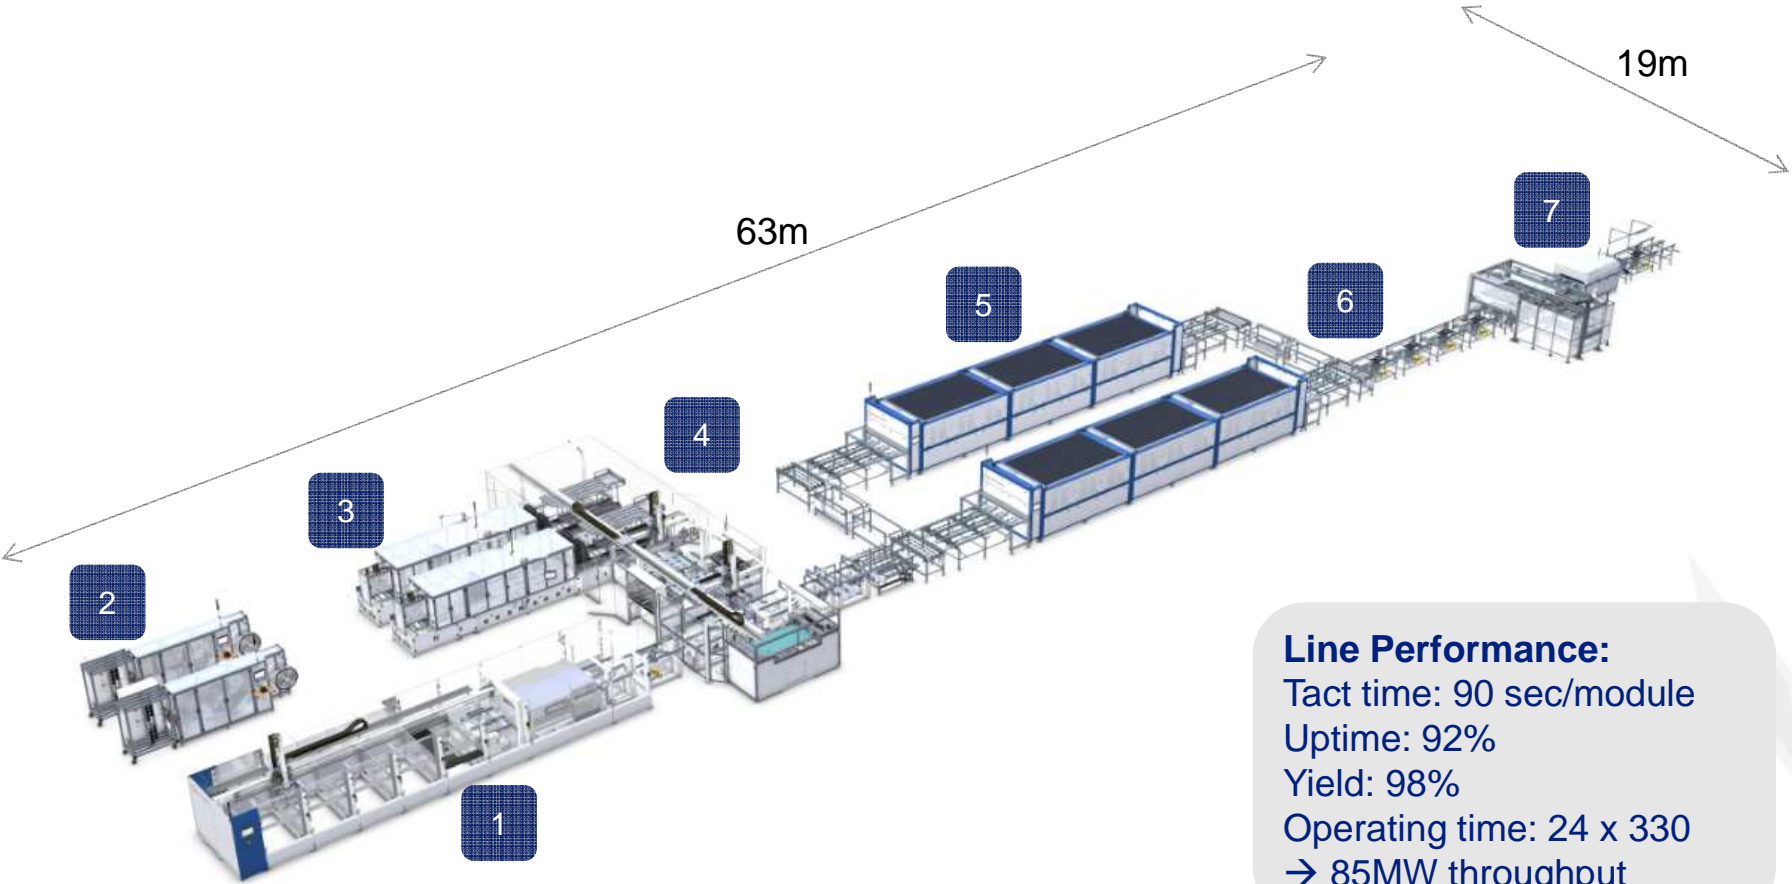 19m
63m
7
5
6
4
3
2
1
Line Performance:
Tact time: 90 sec/module
Uptime: 92%
Yield: 98%
Operating time: 24 x 330
→ 85MW throughput